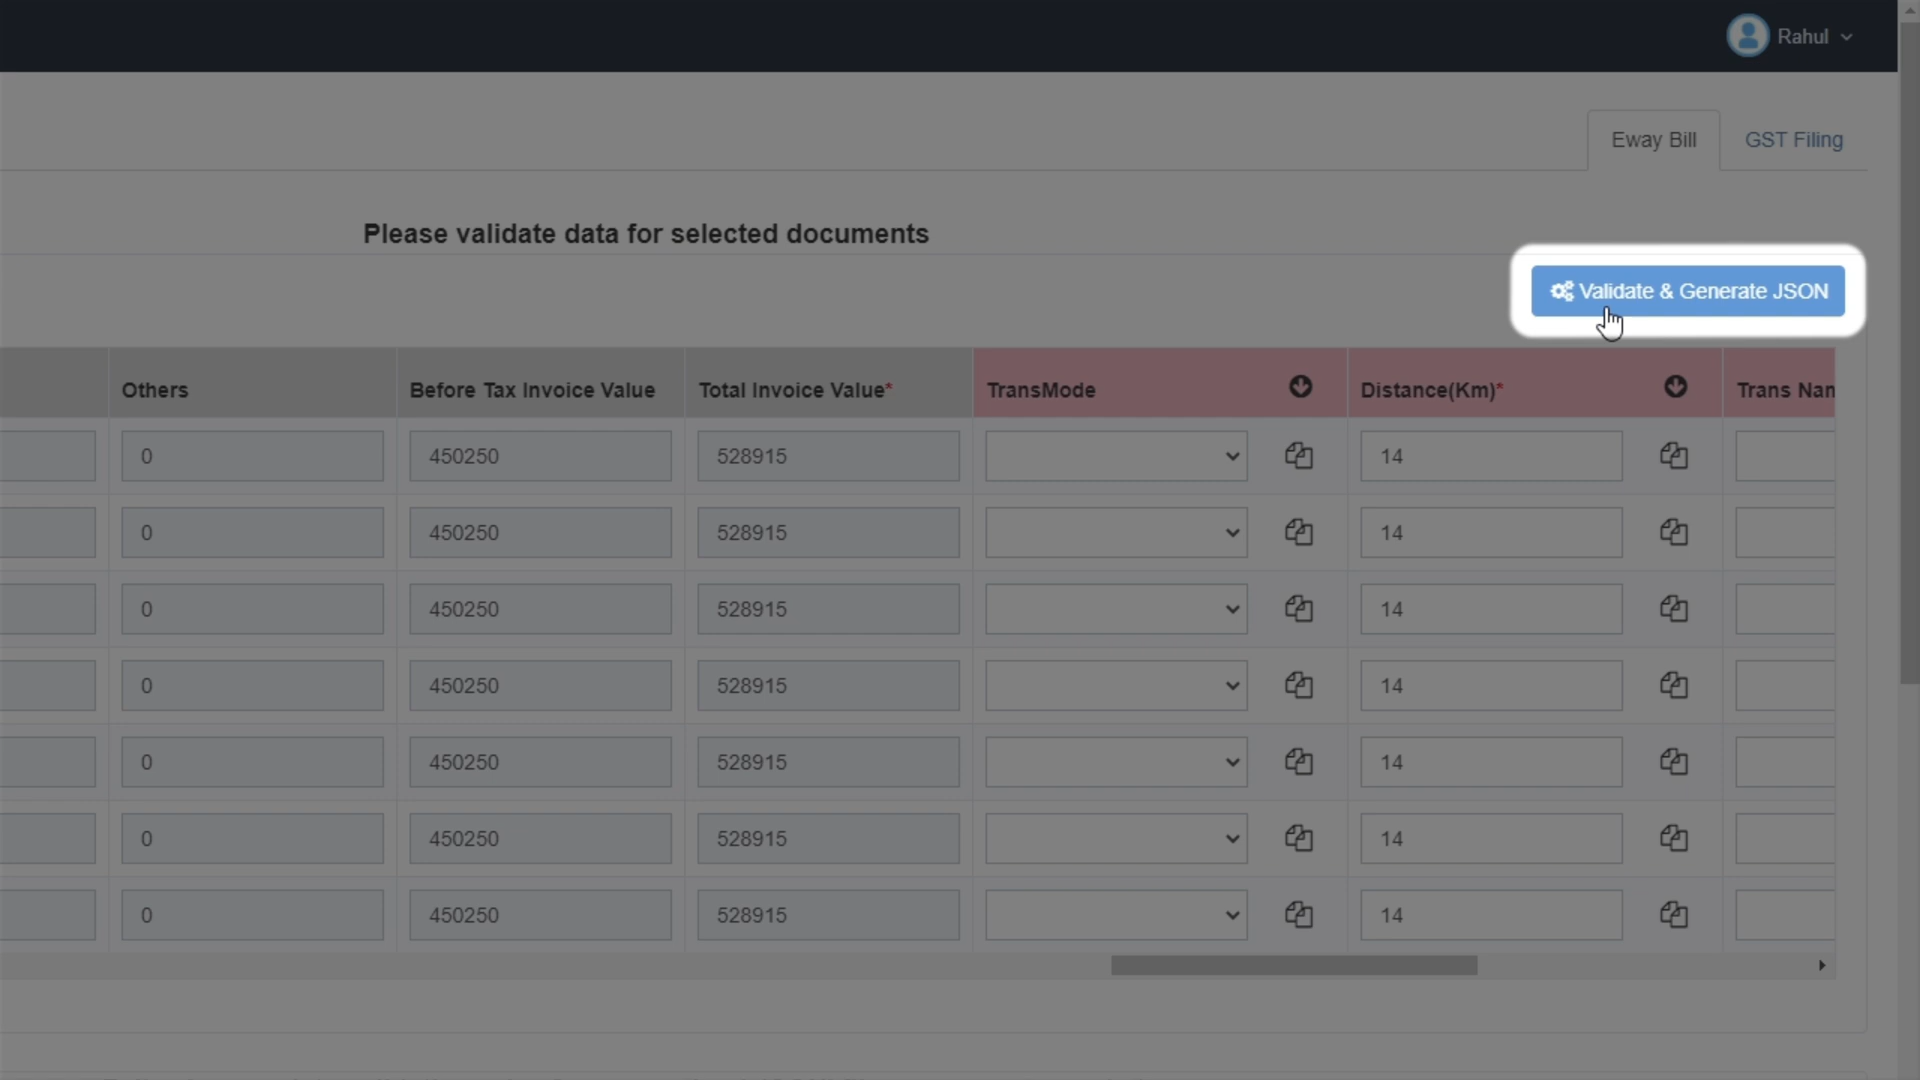 Rahul
Eway Bill GST Filing
Please validate data for selected documents
Validate & Generate JSON
Others Before Tax Invoice Value Total Invoice Value* TransMode Distance(Km)* Trans
0 450250 528915 14
0 450250 528915 14
0 450250 528915 14
0 450250 528915 14
0 450250 528915 14
0 450250 528915 14
0 450250 528915 14